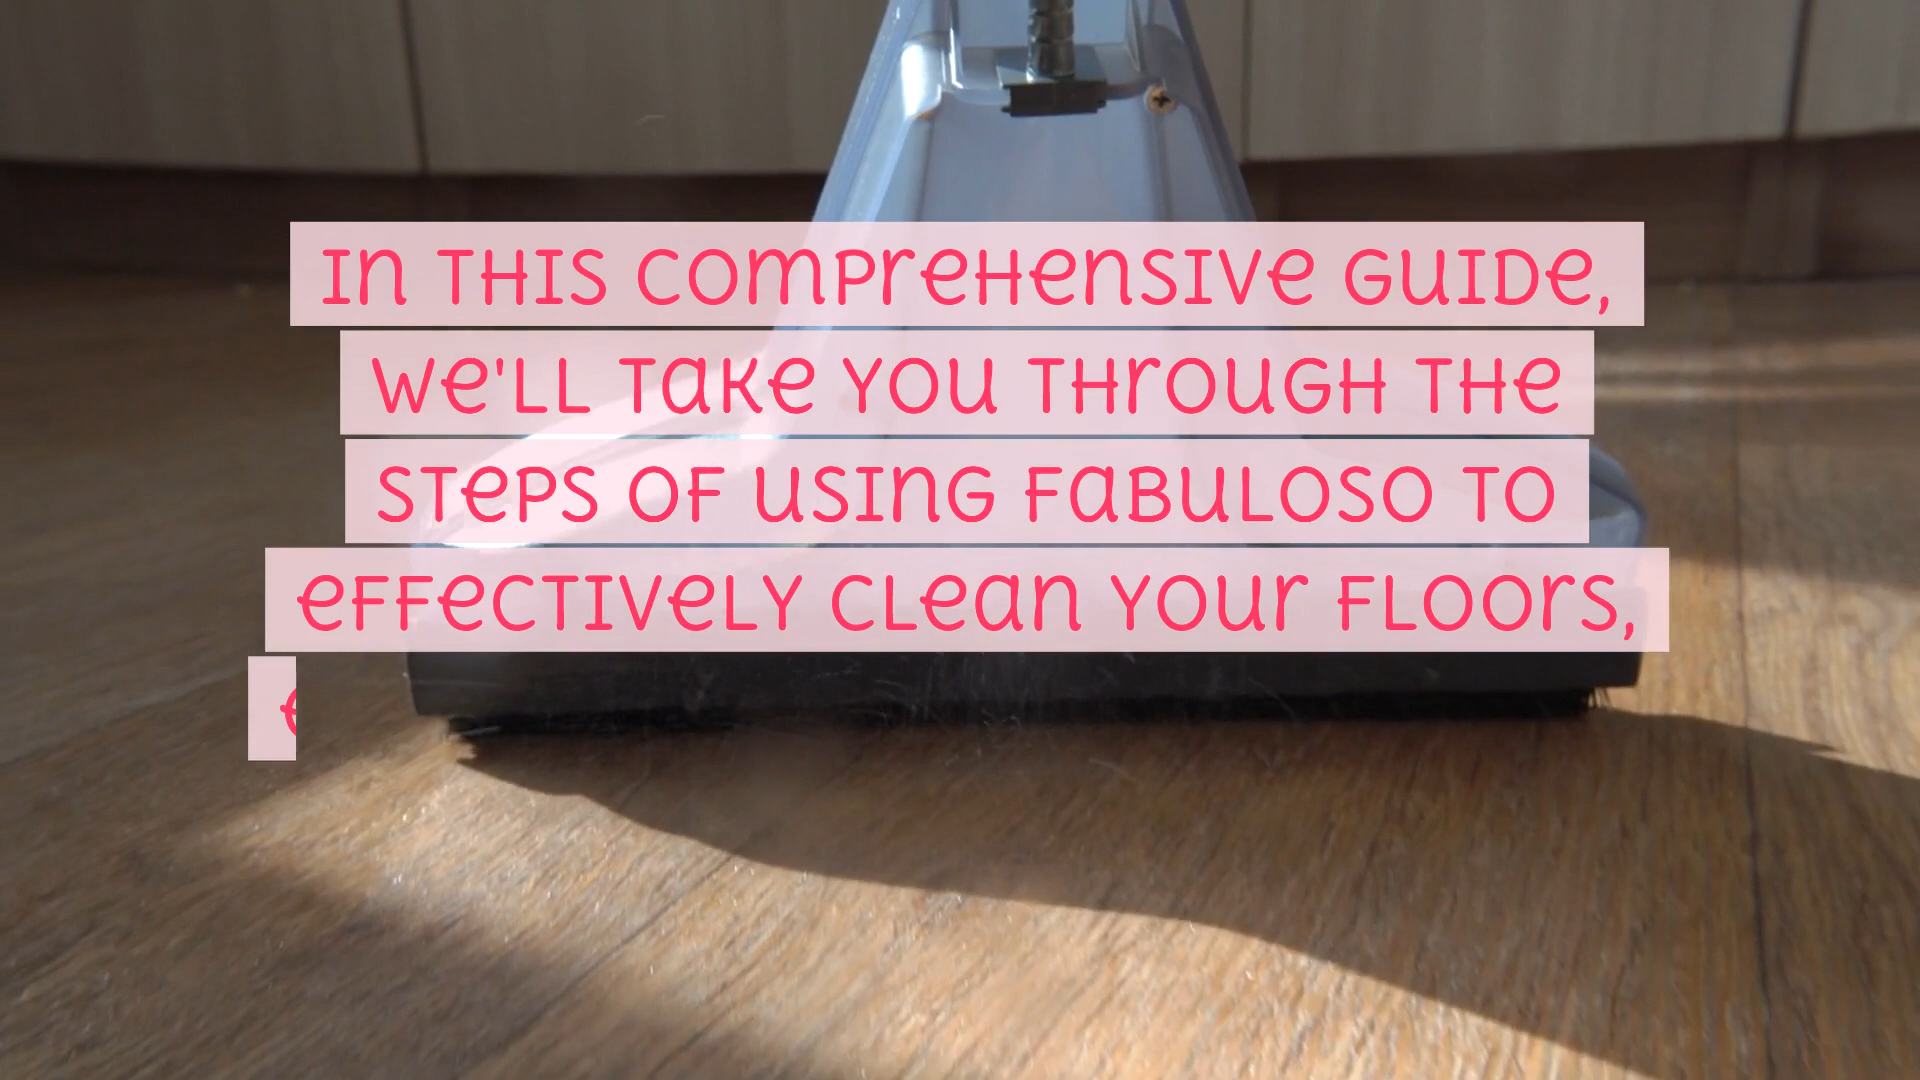 In this comprehensive guide,
we'll take you through the
steps of using Fabuloso to
effectively clean your floors,